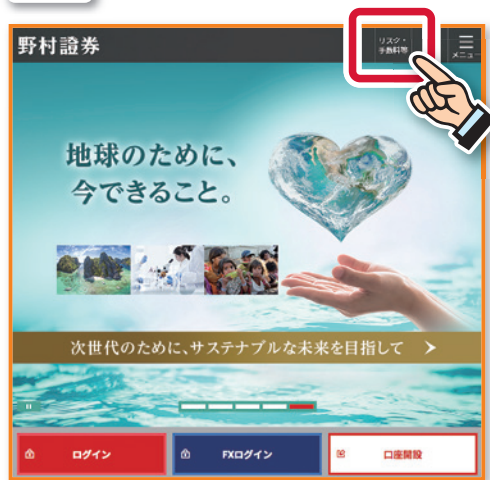 野村證券
リスク・
手数料等
メニュー
地球のために、
今できること。
次世代のために、サステナブルな未来を目指して
ログイン
FXログイン
口座開設